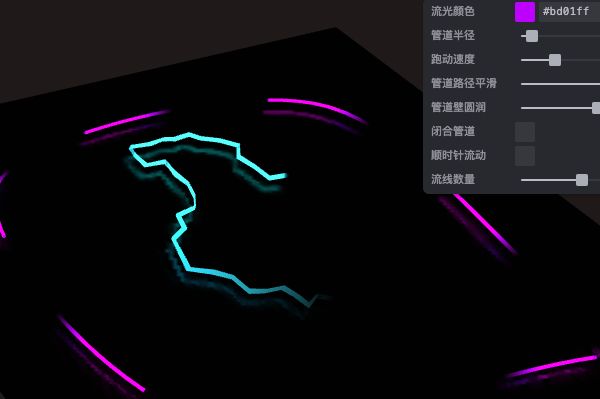 流光颜色
#bd01ff
管道半径
跑动速度
管道路径平滑
管道壁圆润
闭合管道
顺时针流动
流线数量